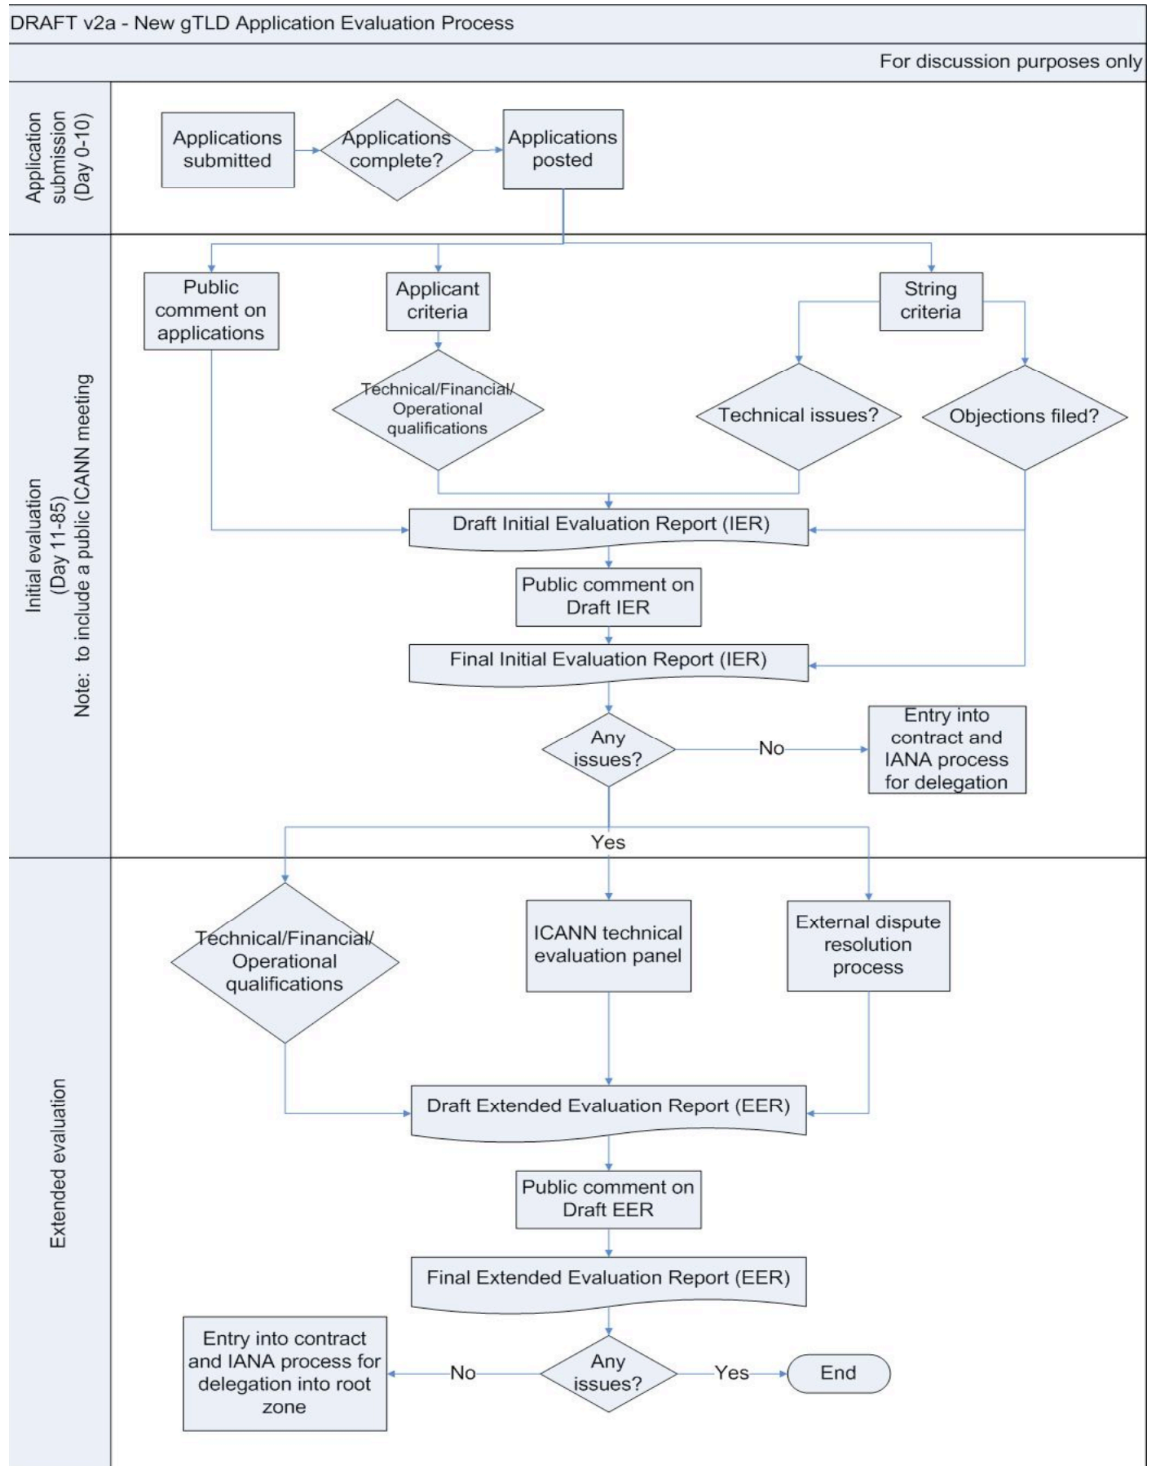 DRAFT v2a - New gTLD Application Evaluation Process
For discussion purposes only
Application
submission
(Day 0-10)
Applications
submitted
Applications
complete?
Applications
posted
Initial evaluation
(Day 11-85)
Note: to include a public ICANN meeting
Public
comment on
applications
Applicant
criteria
String
criteria
Technical/Financial/
Operational
qualifications
Technical issues?
Objections filed?
Draft Initial Evaluation Report (IER)
Public comment on
Draft IER
Final Initial Evaluation Report (IER)
Any
issues?
No
Entry into
contract and
IANA process
for delegation
Yes
Extended evaluation
Technical/Financial/
Operational
qualifications
ICANN technical
evaluation panel
External dispute
resolution
process
Draft Extended Evaluation Report (EER)
Public comment on
Draft EER
Final Extended Evaluation Report (EER)
Entry into contract
and IANA process for
delegation into root
zone
No
Any
issues?
Yes
End